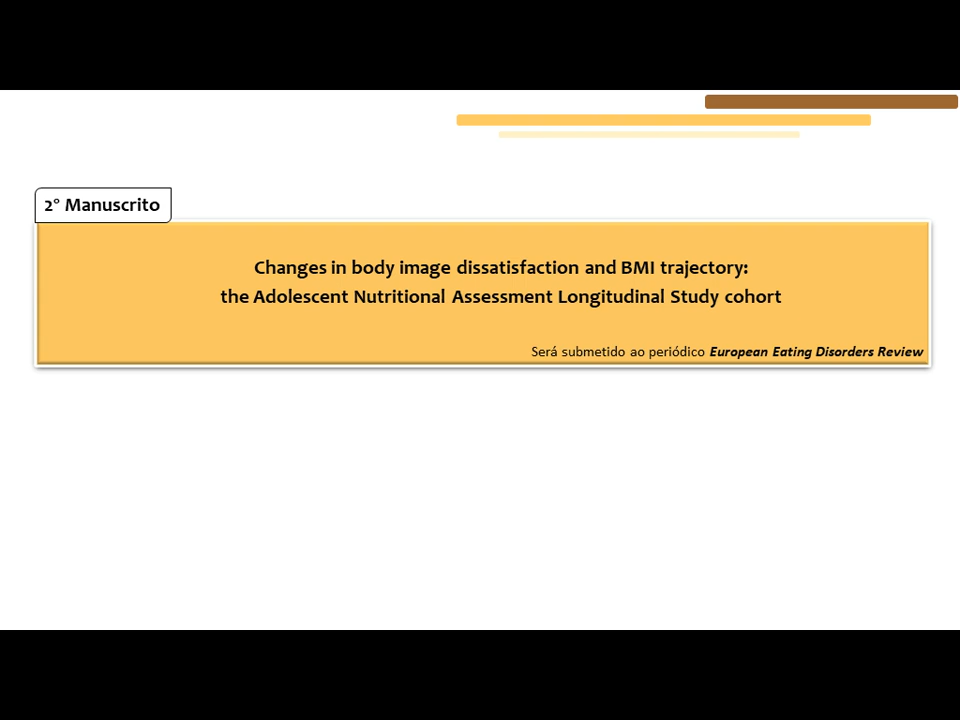 2° Manuscrito
Changes in body image dissatisfaction and BMI trajectory:
the Adolescent Nutritional Assessment Longitudinal Study cohort
Será submetido ao periódico European Eating Disorders Review